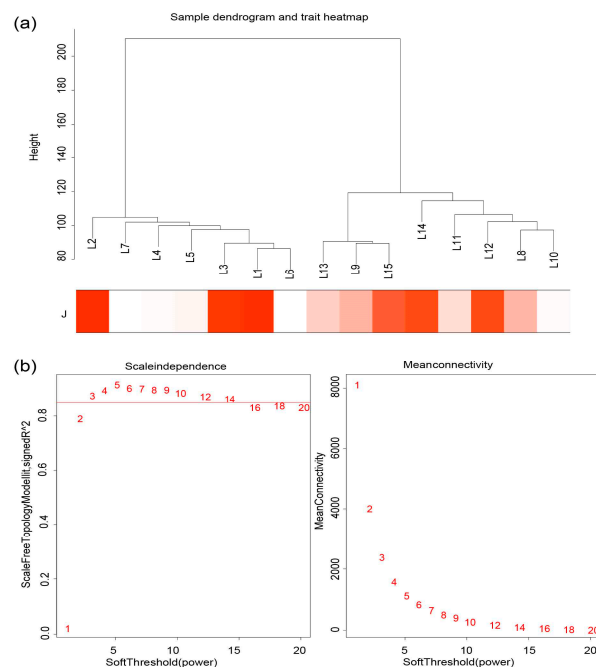 (a)
Sample dendrogram and trait heatmap
Height
200
180
160
140
120
100
80
L2
L7
L4
L5
L3
L1
L6
L13
L9
L15
L14
L11
L12
L8
L10
J
(b)
Scaleindependence
ScaleFreeTopologyModellit,signedR^2
0.8
0.6
0.4
0.2
0.0
1
2
3
4
5
6
7
8
9
10
12
14
16
18
20
5
10
15
20
SoftThreshold(power)
Meanconnectivity
MeanConnectivity
8000
6000
4000
2000
0
1
2
3
4
5
6
7
8
9
10
12
14
16
18
20
5
10
15
20
SoftThreshold(power)